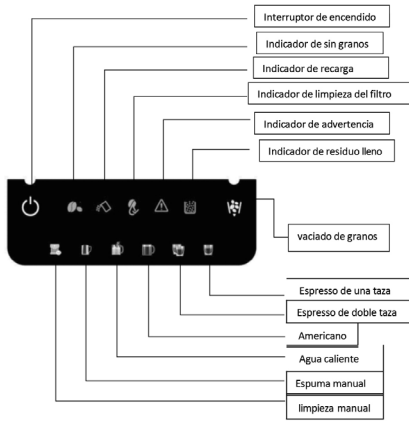 Interruptor de encendido
Indicador de sin granos
Indicador de recarga
Indicador de limpieza del filtro
Indicador de advertencia
Indicador de residuo lleno
vaciado de granos
Espresso de una taza
Espresso de doble taza
Americano
Agua caliente
Espuma manual
limpieza manual